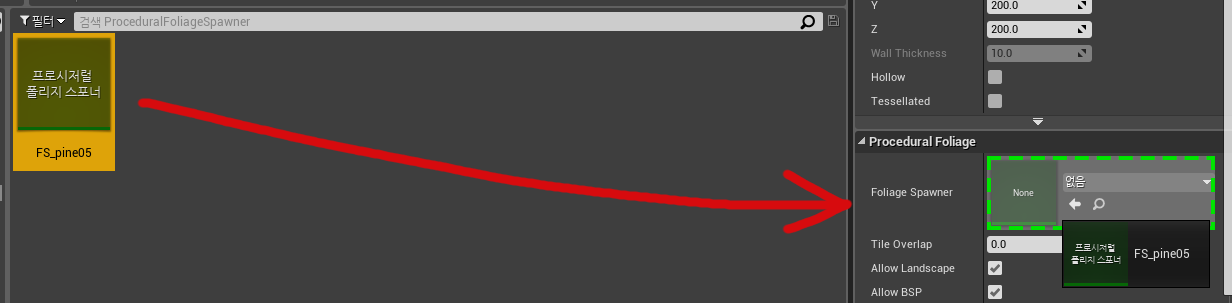 필터
검색 ProceduralFoliageSpawner
프로시저럴
폴리지 스포너
FS_pine05
Y
200.0
Z
200.0
Wall Thickness
10.0
Hollow
Tessellated
Procedural Foliage
Foliage Spawner
None
없음
프로시저럴
폴리지 스포너
FS_pine05
Tile Overlap
0.0
Allow Landscape
Allow BSP